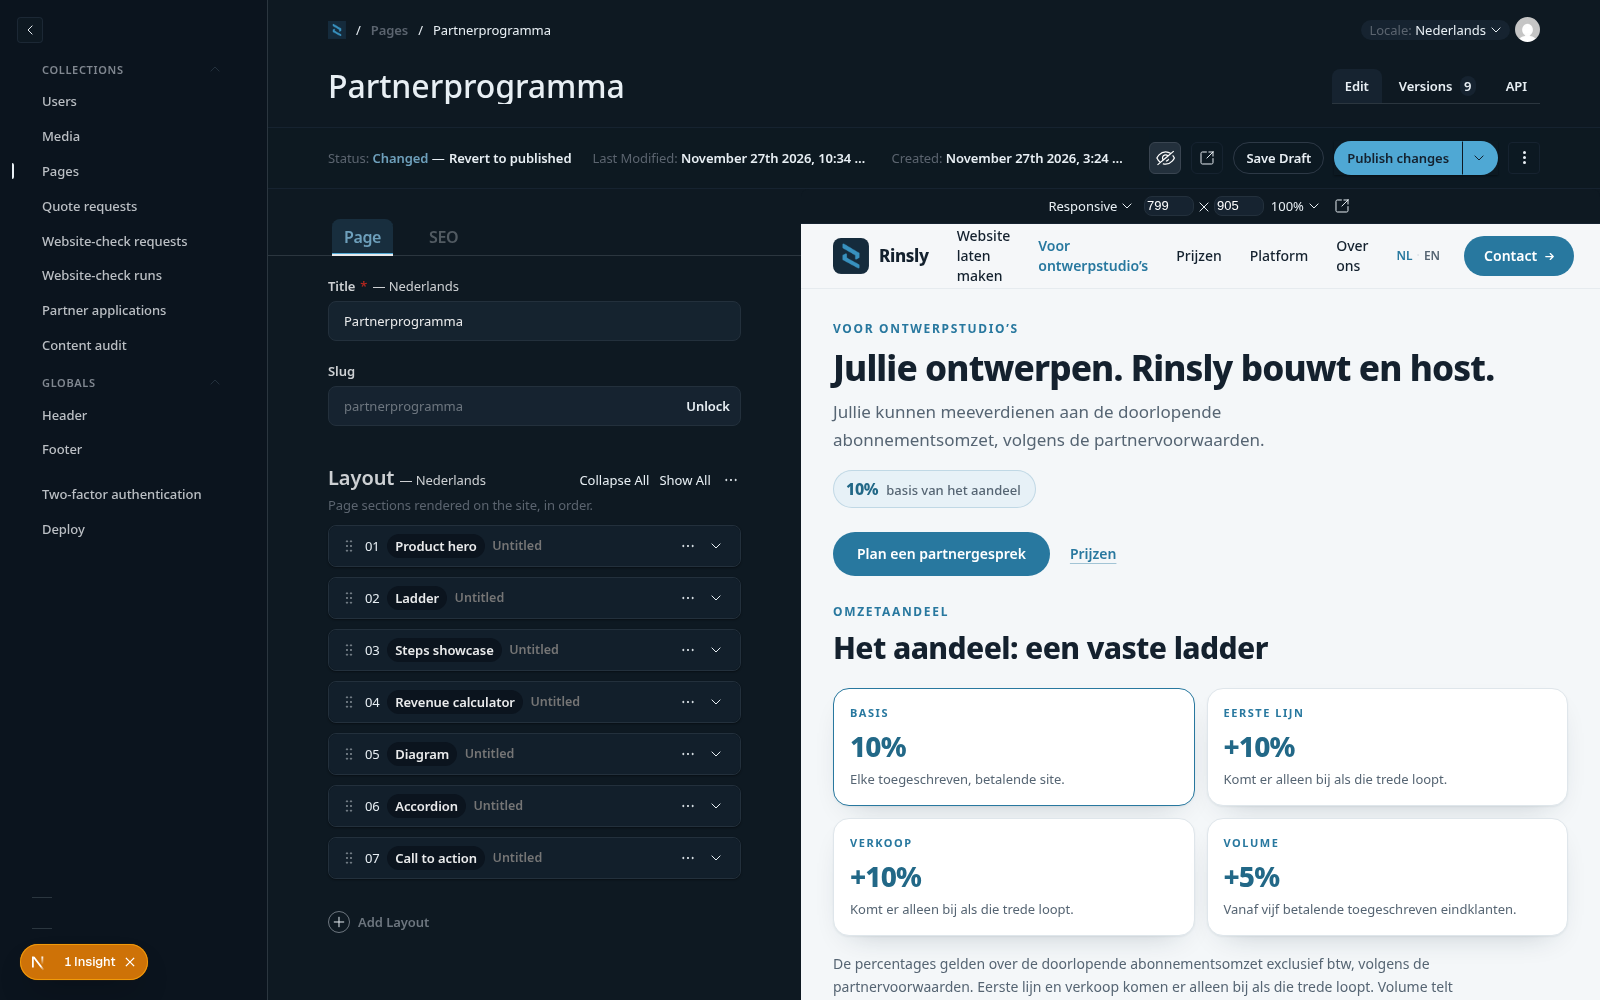 / Pages / Partnerprogramma
Locale: Nederlands
Partnerprogramma
Edit
Versions 9
API
Status: Changed — Revert to published
Last Modified: November 27th 2026, 10:34 ...
Created: November 27th 2026, 3:24 ...
Save Draft
Publish changes
COLLECTIONS
Users
Media
Pages
Quote requests
Website-check requests
Website-check runs
Partner applications
Content audit
GLOBALS
Header
Footer
Two-factor authentication
Deploy
1 Insight
Page
SEO
Title * — Nederlands
Partnerprogramma
Slug
partnerprogramma
Unlock
Layout — Nederlands
Collapse All Show All
Page sections rendered on the site, in order.
01 Product hero Untitled
02 Ladder Untitled
03 Steps showcase Untitled
04 Revenue calculator Untitled
05 Diagram Untitled
06 Accordion Untitled
07 Call to action Untitled
Add Layout
Responsive 799 × 905 100%
Rinsly
Website
laten
maken
Voor
ontwerpstudio’s
Prijzen
Platform
Over
ons
NL · EN
Contact →
VOOR ONTWERPSTUDIO’S
Jullie ontwerpen. Rinsly bouwt en host.
Jullie kunnen meeverdienen aan de doorlopende
abonnementsomzet, volgens de partnervoorwaarden.
10% basis van het aandeel
Plan een partnergesprek
Prijzen
OMZETAANDEEL
Het aandeel: een vaste ladder
BASIS
10%
Elke toegeschreven, betalende site.
EERSTE LIJN
+10%
Komt er alleen bij als die trede loopt.
VERKOOP
+10%
Komt er alleen bij als die trede loopt.
VOLUME
+5%
Vanaf vijf betalende toegeschreven eindklanten.
De percentages gelden over de doorlopende abonnementsomzet exclusief btw, volgens de
partnervoorwaarden. Eerste lijn en verkoop komen er alleen bij als die trede loopt. Volume telt